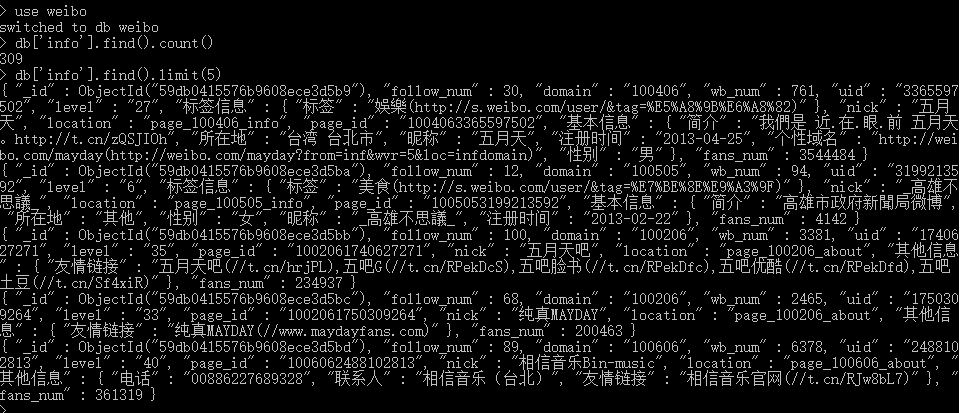 > use weibo
switched to db weibo
> db['info'].find().count()
309
> db['info'].find().limit(5)
{ "_id" : ObjectId("59db0415576b9608ece3d5b9"), "follow_num" : 30, "domain" : "100406", "wb_num" : 761, "uid" : "3365597
502", "level" : "27", "标签信息" : { "标签" : "娱樂(http://s.weibo.com/user/&tag=%E5%A8%9B%E6%A8%82)" }, "nick" : "五月
天", "location" : "page_100406_info", "page_id" : "1004063365597502", "基本信息" : { "简介" : "我們是 近.在.眼.前 五月天
。http://t.cn/zQSJIOh", "所在地" : "台湾 台北市", "昵称" : "五月天", "注册时间" : "2013-04-25", "个性域名" : "http://wei
bo.com/mayday(http://weibo.com/mayday?from=inf&wvr=5&loc=infdomain)", "性别" : "男" }, "fans_num" : 3544484 }
{ "_id" : ObjectId("59db0415576b9608ece3d5ba"), "follow_num" : 12, "domain" : "100505", "wb_num" : 94, "uid" : "31992135
92", "level" : "6", "标签信息" : { "标签" : "美食(http://s.weibo.com/user/&tag=%E7%BE%8E%E9%A3%9F)" }, "nick" : "_高雄不
思議_", "location" : "page_100505_info", "page_id" : "1005053199213592", "基本信息" : { "简介" : "高雄市政府新聞局微博",
"所在地" : "其他", "性别" : "女", "昵称" : "_高雄不思議_", "注册时间" : "2013-02-22" }, "fans_num" : 4142 }
{ "_id" : ObjectId("59db0415576b9608ece3d5bb"), "follow_num" : 100, "domain" : "100206", "wb_num" : 3381, "uid" : "17406
27271", "level" : "35", "page_id" : "1002061740627271", "nick" : "五月天吧", "location" : "page_100206_about", "其他信息
" : { "友情链接" : "五月天吧(//t.cn/hrjPL),五吧G(//t.cn/RPekDcS),五吧脸书(//t.cn/RPekDfc),五吧优酷(//t.cn/RPekDfd),五吧
土豆(//t.cn/Sf4xiR)" }, "fans_num" : 234937 }
{ "_id" : ObjectId("59db0415576b9608ece3d5bc"), "follow_num" : 68, "domain" : "100206", "wb_num" : 2465, "uid" : "175030
9264", "level" : "33", "page_id" : "1002061750309264", "nick" : "纯真MAYDAY", "location" : "page_100206_about", "其他信
息" : { "友情链接" : "纯真MAYDAY(//www.maydayfans.com)" }, "fans_num" : 200463 }
{ "_id" : ObjectId("59db0415576b9608ece3d5bd"), "follow_num" : 89, "domain" : "100606", "wb_num" : 6378, "uid" : "248810
2813", "level" : "40", "page_id" : "1006062488102813", "nick" : "相信音乐Bin-music", "location" : "page_100606_about", "
其他信息" : { "电话" : "00886227689328", "联系人" : "相信音乐（台北）", "友情链接" : "相信音乐官网(//t.cn/RJw8bL7)" }, "
fans_num" : 361319 }
>